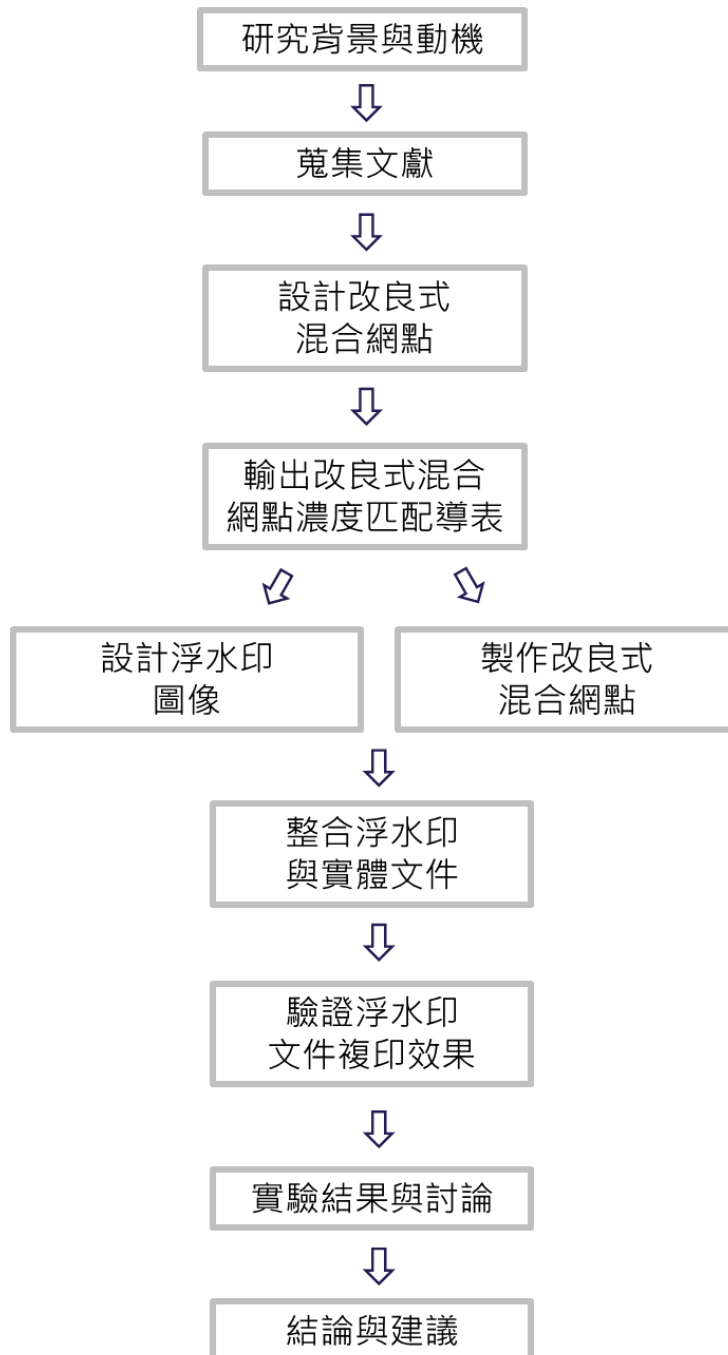 研究背景與動機
蒐集文獻
設計改良式
混合網點
輸出改良式混合
網點濃度匹配導表
設計浮水印
圖像
製作改良式
混合網點
整合浮水印
與實體文件
驗證浮水印
文件複印效果
實驗結果與討論
結論與建議